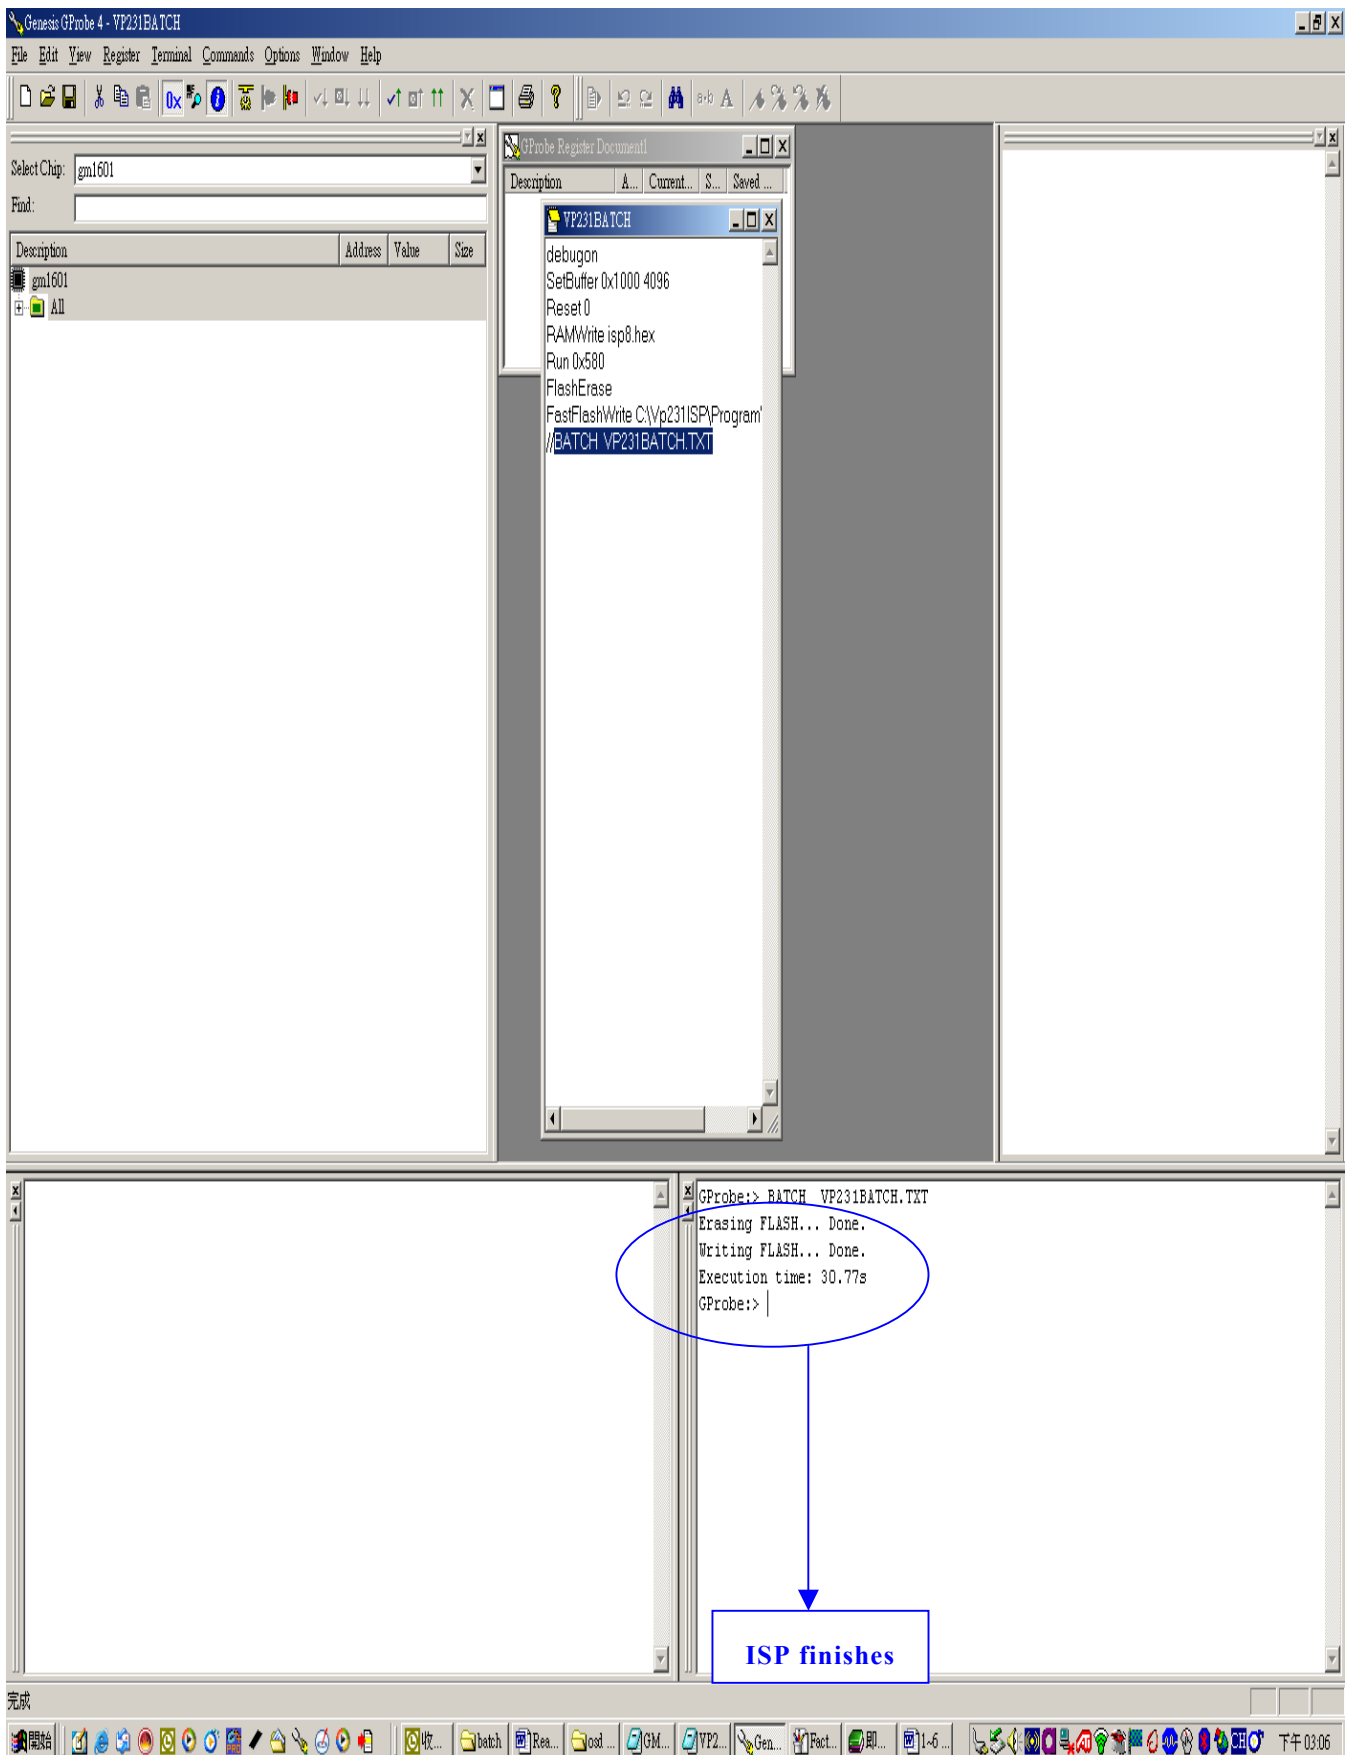 Genesis GProbe 4 - VP231BATCH
File Edit View Register Terminal Commands Options Window Help
Select Chip: gm1601
Find:
Description Address Value Size
gm1601
All
GProbe Register Document1
Description A... Current... S... Saved ...
VP231BATCH
debugon
SetBuffer 0x1000 4096
Reset 0
RAMWrite isp8.hex
Run 0x580
FlashErase
FastFlashWrite C:\Vp231ISP\Program\
//BATCH VP231BATCH.TXT
GProbe:> BATCH VP231BATCH.TXT
Erasing FLASH... Done.
Writing FLASH... Done.
Execution time: 30.77s
GProbe:>
ISP finishes
完成
開始 收... batch Rea... osd ... GM... VP2... Gen... Fact... 即... 1~6 ... CH 下午 03:06